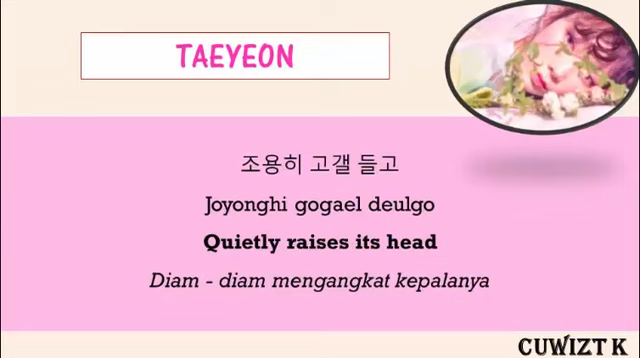 TAEYEON
조용히 고갤 들고
Joyonghi gogael deulgo
Quietly raises its head
Diam - diam mengangkat kepalanya
CUWIZT K